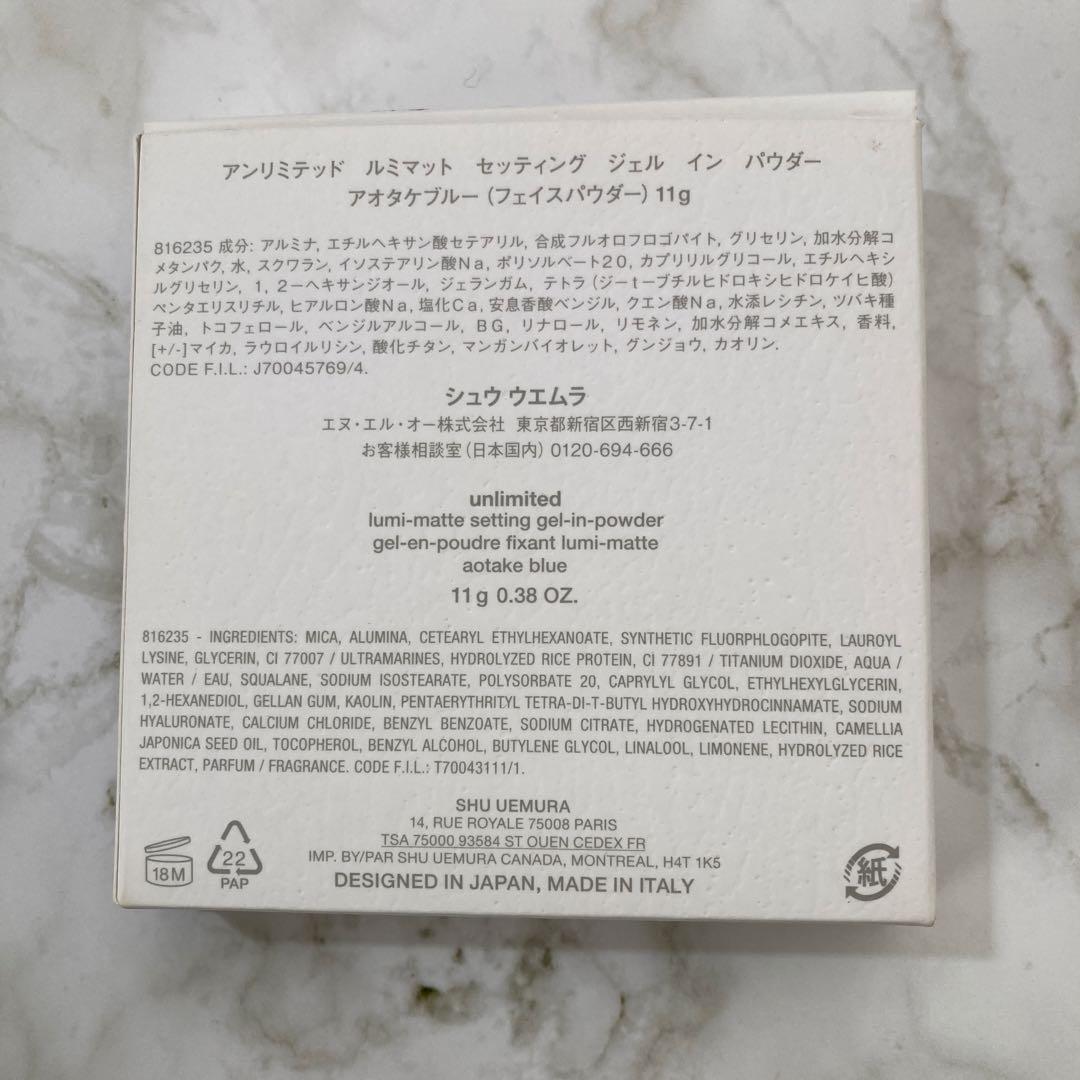 アンリミテッド ルミマット セッティング ジェル イン パウダー
アオタケブルー (フェイスパウダー) 11g
816235 成分: アルミナ, エチルヘキサン酸セテアリル, 合成フルオロフロゴパイト, グリセリン, 加水分解コ
メタンパク, 水, スクワラン, イソステアリン酸Na, ポリソルベート20, カプリリルグリコール, エチルヘキシ
ルグリセリン, 1, 2-ヘキサンジオール, ジェランガム, テトラ (ジーtーブチルヒドロキシヒドロケイヒ酸)
ペンタエリスリチル, ヒアルロン酸Na, 塩化Ca, 安息香酸ベンジル, クエン酸Na, 水添レシチン, ツバキ種
子油, トコフェロール, ベンジルアルコール, BG, リナロール, リモネン, 加水分解コメエキス, 香料,
[+/-]マイカ, ラウロイルリシン, 酸化チタン, マンガンバイオレット, グンジョウ, カオリン.
CODE F.I.L.: J70045769/4.
シュウ ウエムラ
エヌ・エル・オー株式会社 東京都新宿区西新宿3-7-1
お客様相談室 (日本国内) 0120-694-666
unlimited
lumi-matte setting gel-in-powder
gel-en-poudre fixant lumi-matte
aotake blue
11 g 0.38 OZ.
816235 - INGREDIENTS: MICA, ALUMINA, CETEARYL ETHYLHEXANOATE, SYNTHETIC FLUORPHLOGOPITE, LAUROYL
LYSINE, GLYCERIN, CI 77007 / ULTRAMARINES, HYDROLYZED RICE PROTEIN, CI 77891 / TITANIUM DIOXIDE, AQUA /
WATER / EAU, SQUALANE, SODIUM ISOSTEARATE, POLYSORBATE 20, CAPRYLYL GLYCOL, ETHYLHEXYLGLYCERIN,
1,2-HEXANEDIOL, GELLAN GUM, KAOLIN, PENTAERYTHRITYL TETRA-DI-T-BUTYL HYDROXYHYDROCINNAMATE, SODIUM
HYALURONATE, CALCIUM CHLORIDE, BENZYL BENZOATE, SODIUM CITRATE, HYDROGENATED LECITHIN, CAMELLIA
JAPONICA SEED OIL, TOCOPHEROL, BENZYL ALCOHOL, BUTYLENE GLYCOL, LINALOOL, LIMONENE, HYDROLYZED RICE
EXTRACT, PARFUM / FRAGRANCE. CODE F.I.L.: T70043111/1.
SHU UEMURA
14, RUE ROYALE 75008 PARIS
TSA 75000 93584 ST OUEN CEDEX FR
IMP. BY/PAR SHU UEMURA CANADA, MONTREAL, H4T 1K5
DESIGNED IN JAPAN, MADE IN ITALY
18M
22
PAP
紙